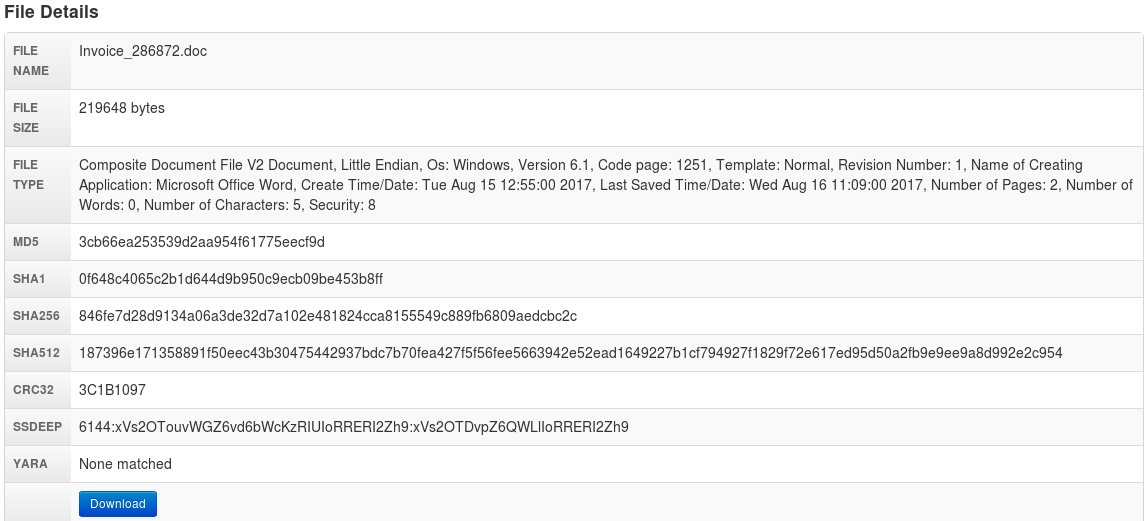 File Details
FILE NAME
Invoice_286872.doc
FILE SIZE
219648 bytes
FILE TYPE
Composite Document File V2 Document, Little Endian, Os: Windows, Version 6.1, Code page: 1251, Template: Normal, Revision Number: 1, Name of Creating
Application: Microsoft Office Word, Create Time/Date: Tue Aug 15 12:55:00 2017, Last Saved Time/Date: Wed Aug 16 11:09:00 2017, Number of Pages: 2, Number of
Words: 0, Number of Characters: 5, Security: 8
MD5
3cb66ea253539d2aa954f61775eecf9d
SHA1
0f648c4065c2b1d644d9b950c9ecb09be453b8ff
SHA256
846fe7d28d9134a06a3de32d7a102e481824cca8155549c889fb6809aedcbc2c
SHA512
187396e171358891f50eec43b30475442937bdc7b70fea427f5f56fee5663942e52ead1649227b1cf794927f1829f72e617ed95d50a2fb9e9ee9a8d992e2c954
CRC32
3C1B1097
SSDEEP
6144:xVs2OTouvWGZ6vd6bWcKzRIUIoRRERI2Zh9:xVs2OTDvpZ6QWLlIoRRERI2Zh9
YARA
None matched
Download